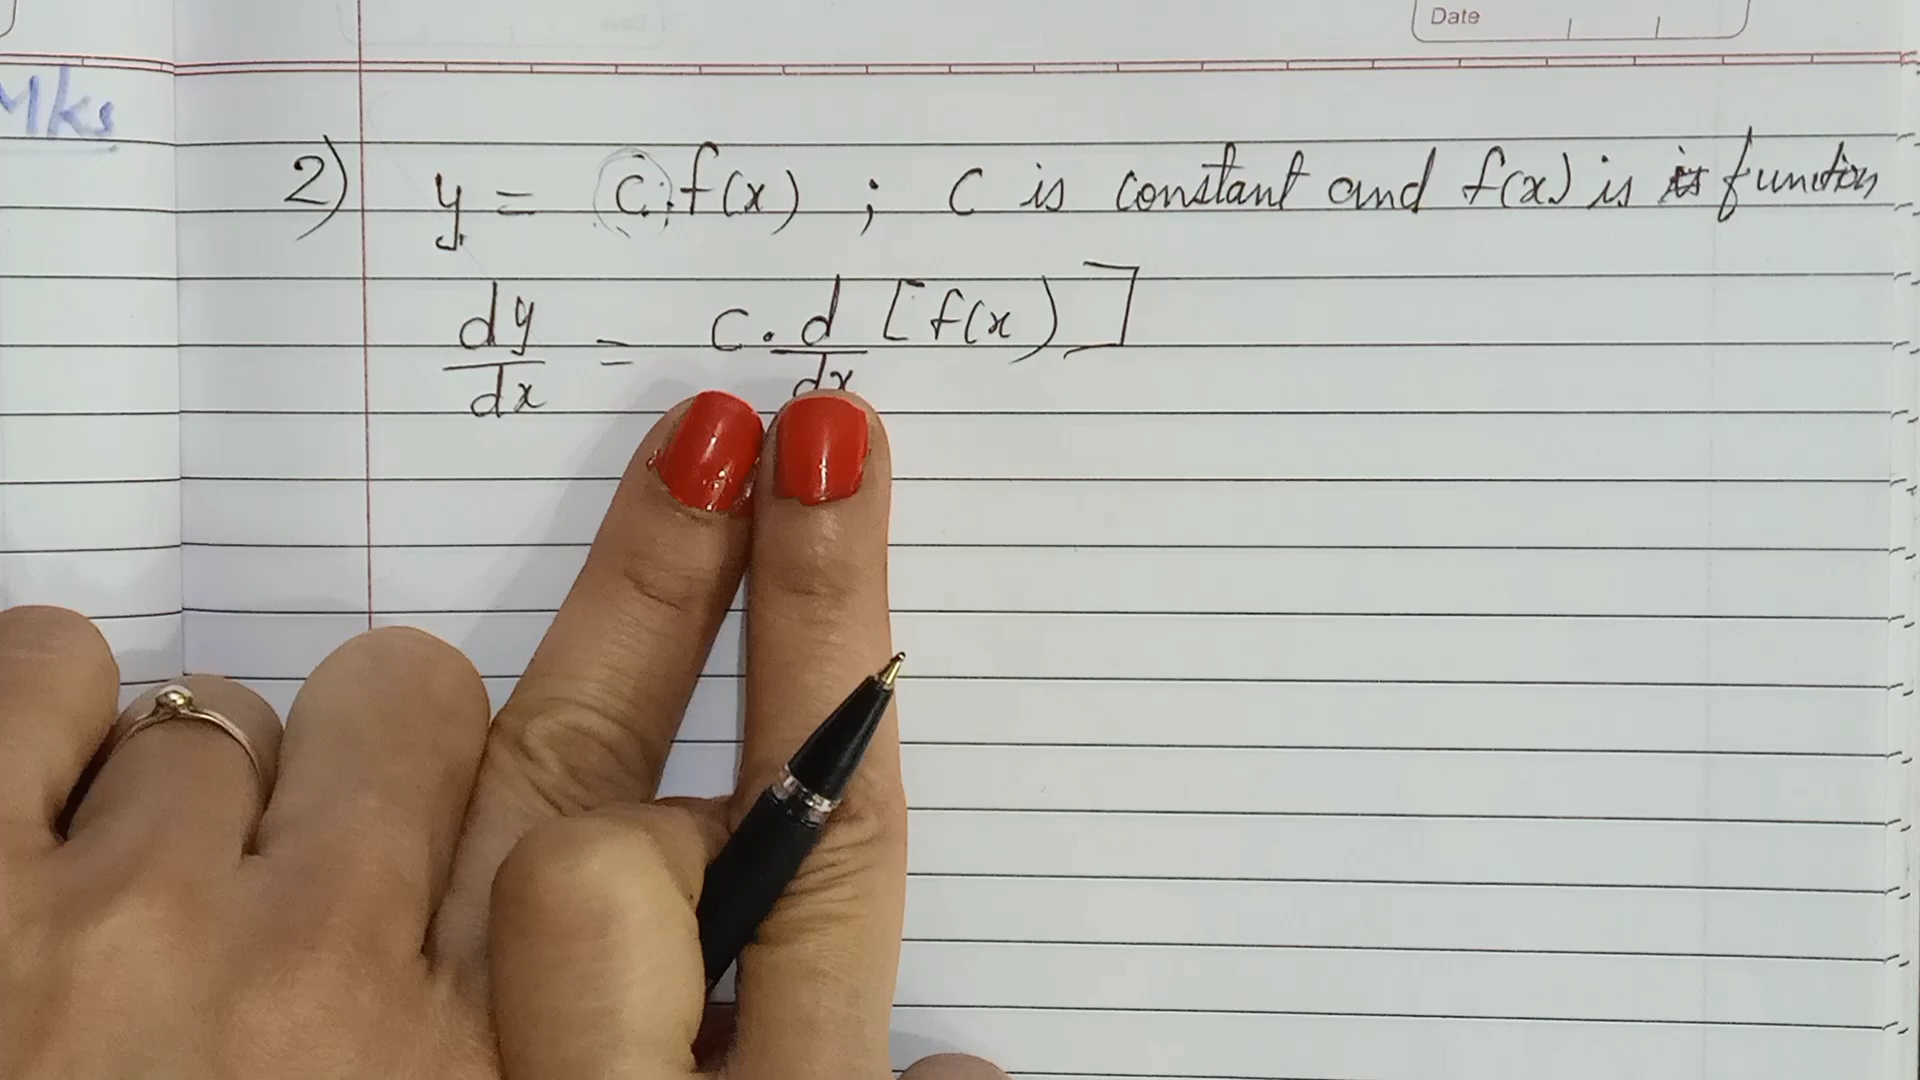 Date
Mks
2) y = c.f(x) ; c is constant and f(x) is function
dy/dx = c. d/dx [f(x)]